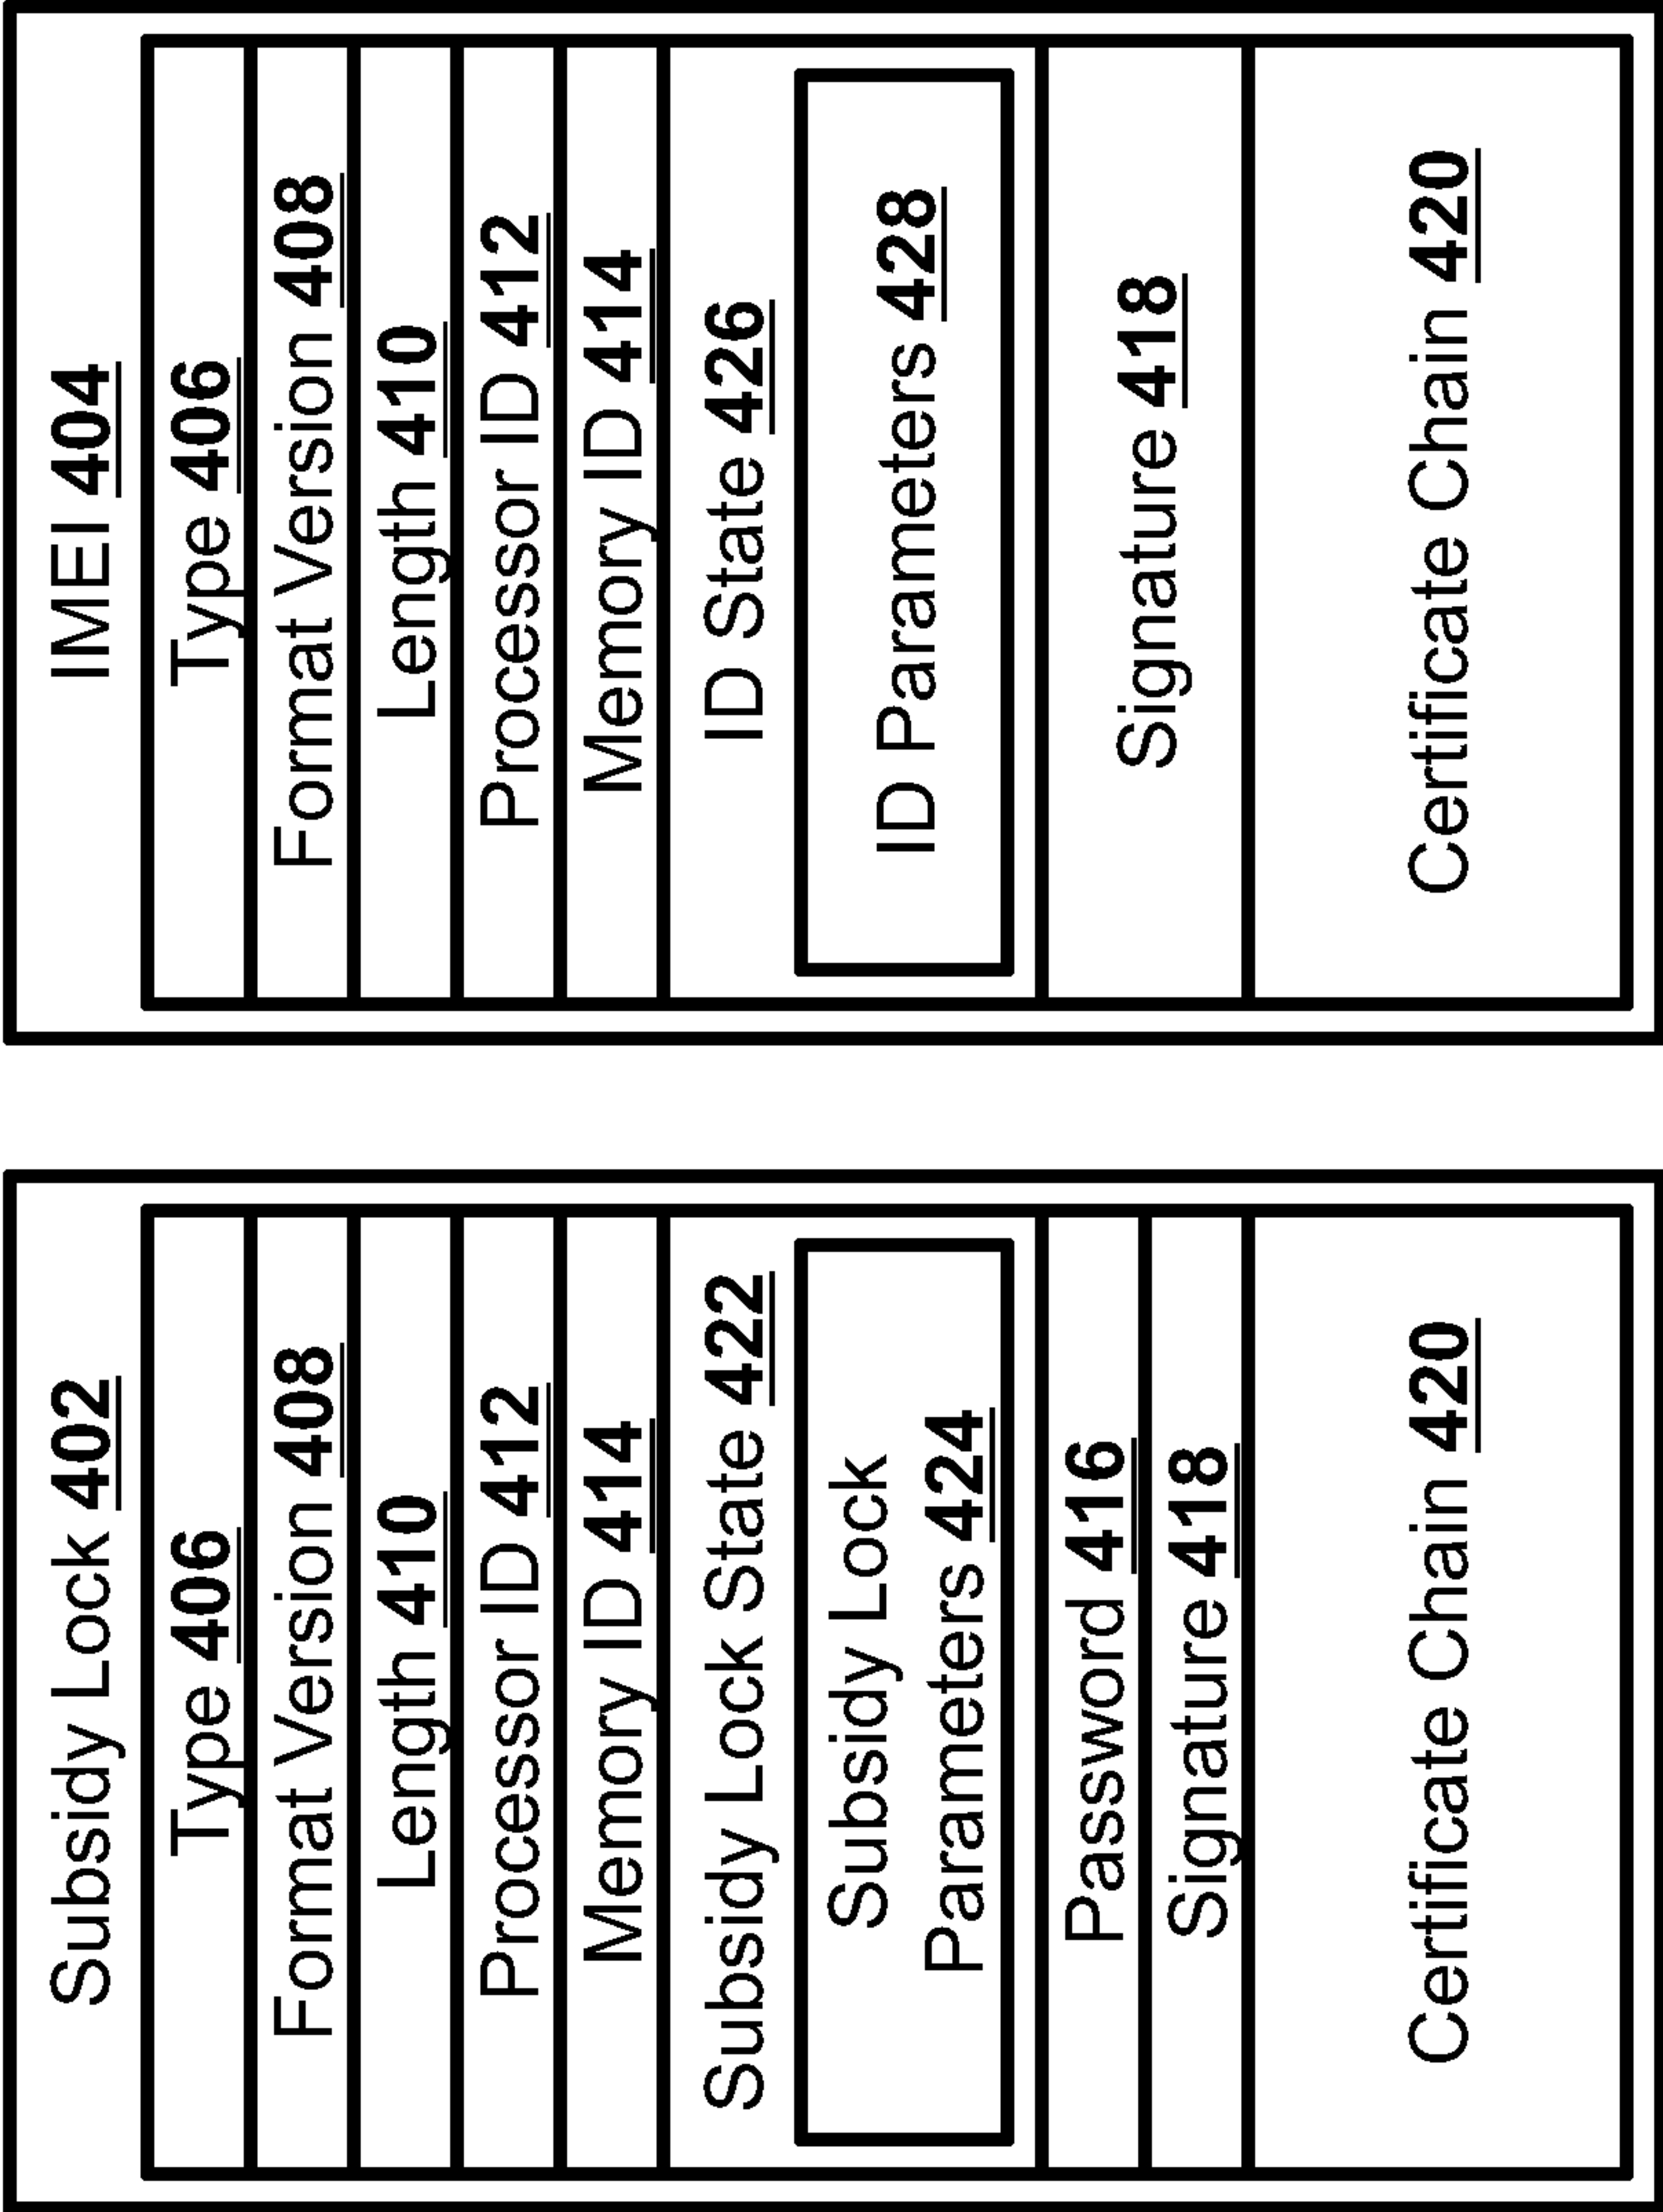 Subsidy Lock 402
Type 406
Format Version 408
Length 410
Processor ID 412
Memory ID 414
Subsidy Lock State 422
Subsidy Lock
Parameters 424
Password 416
Signature 418
Certificate Chain 420
IMEI 404
Type 406
Format Version 408
Length 410
Processor ID 412
Memory ID 414
ID State 426
ID Parameters 428
Signature 418
Certificate Chain 420